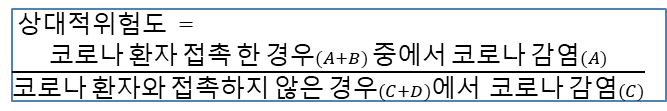 상대적위험도 =
코로나 환자 접촉 한 경우(A+B) 중에서 코로나 감염(A)
코로나 환자와 접촉하지 않은 경우(C+D)에서 코로나 감염(C)